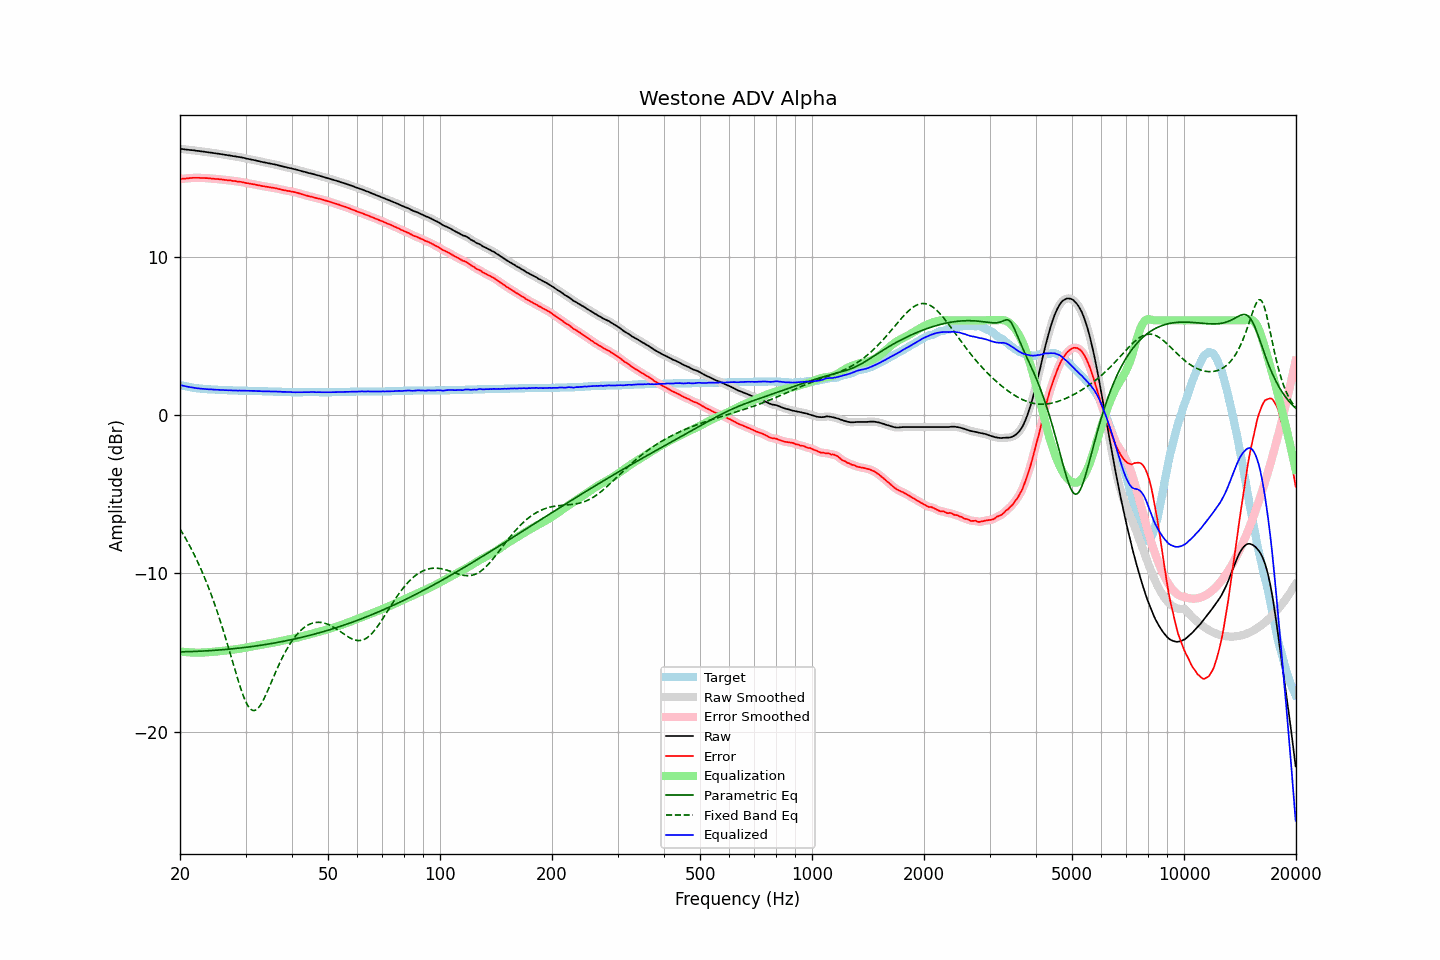 Westone ADV Alpha
Amplitude (dBr)
10
0
−10
−20
Target
Raw Smoothed
Error Smoothed
Raw
Error
Equalization
Parametric Eq
Fixed Band Eq
Equalized
20 50 100 200 500 1000 2000 5000 10000 20000
Frequency (Hz)